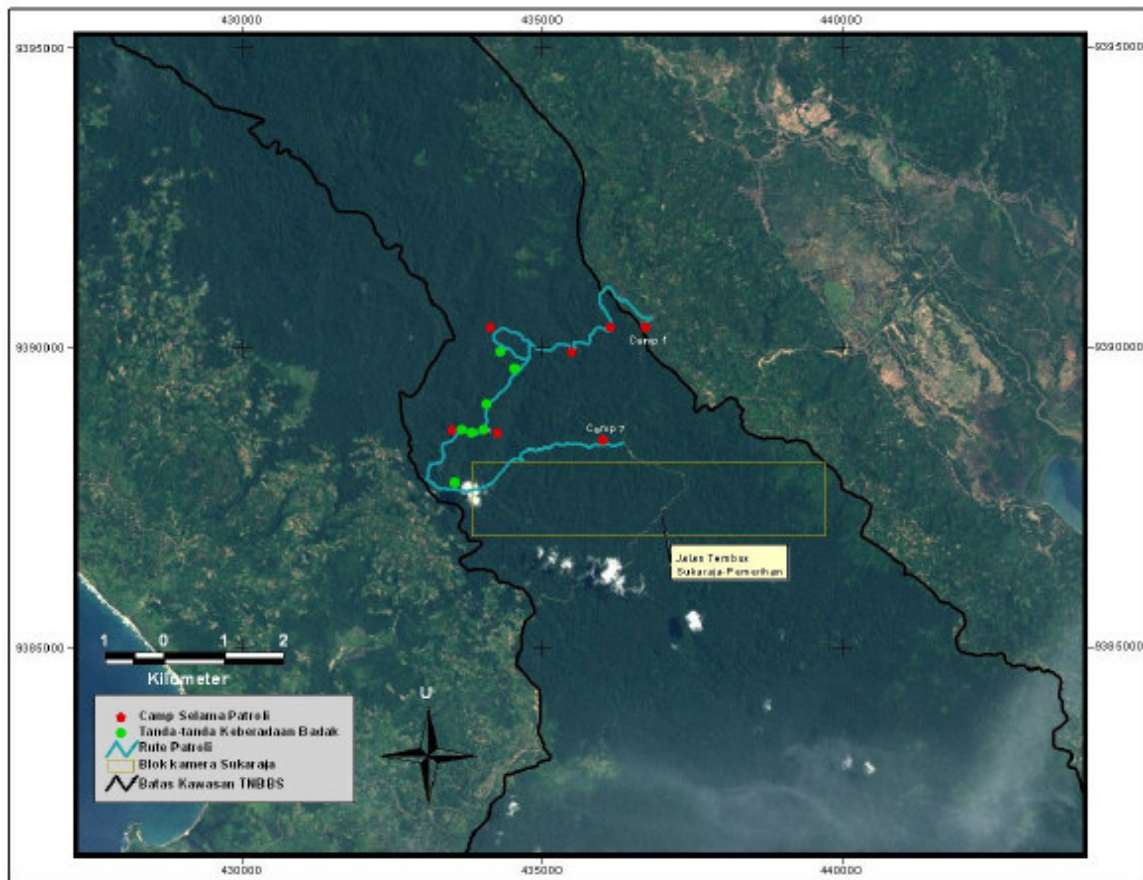 430000 435000 440000
9395000 9395000
9390000 9390000
Camp 1
Camp 7
Jalan Tembus
Sukaraja-Pemerihan
9385000 9385000
1 0 1 2
Kilometer
U
Camp Selama Patroli
Tanda-tanda Keberadaan Badak
Rute Patroli
Blok kamera Sukaraja
Batas Kawasan TNBBS
430000 435000 440000